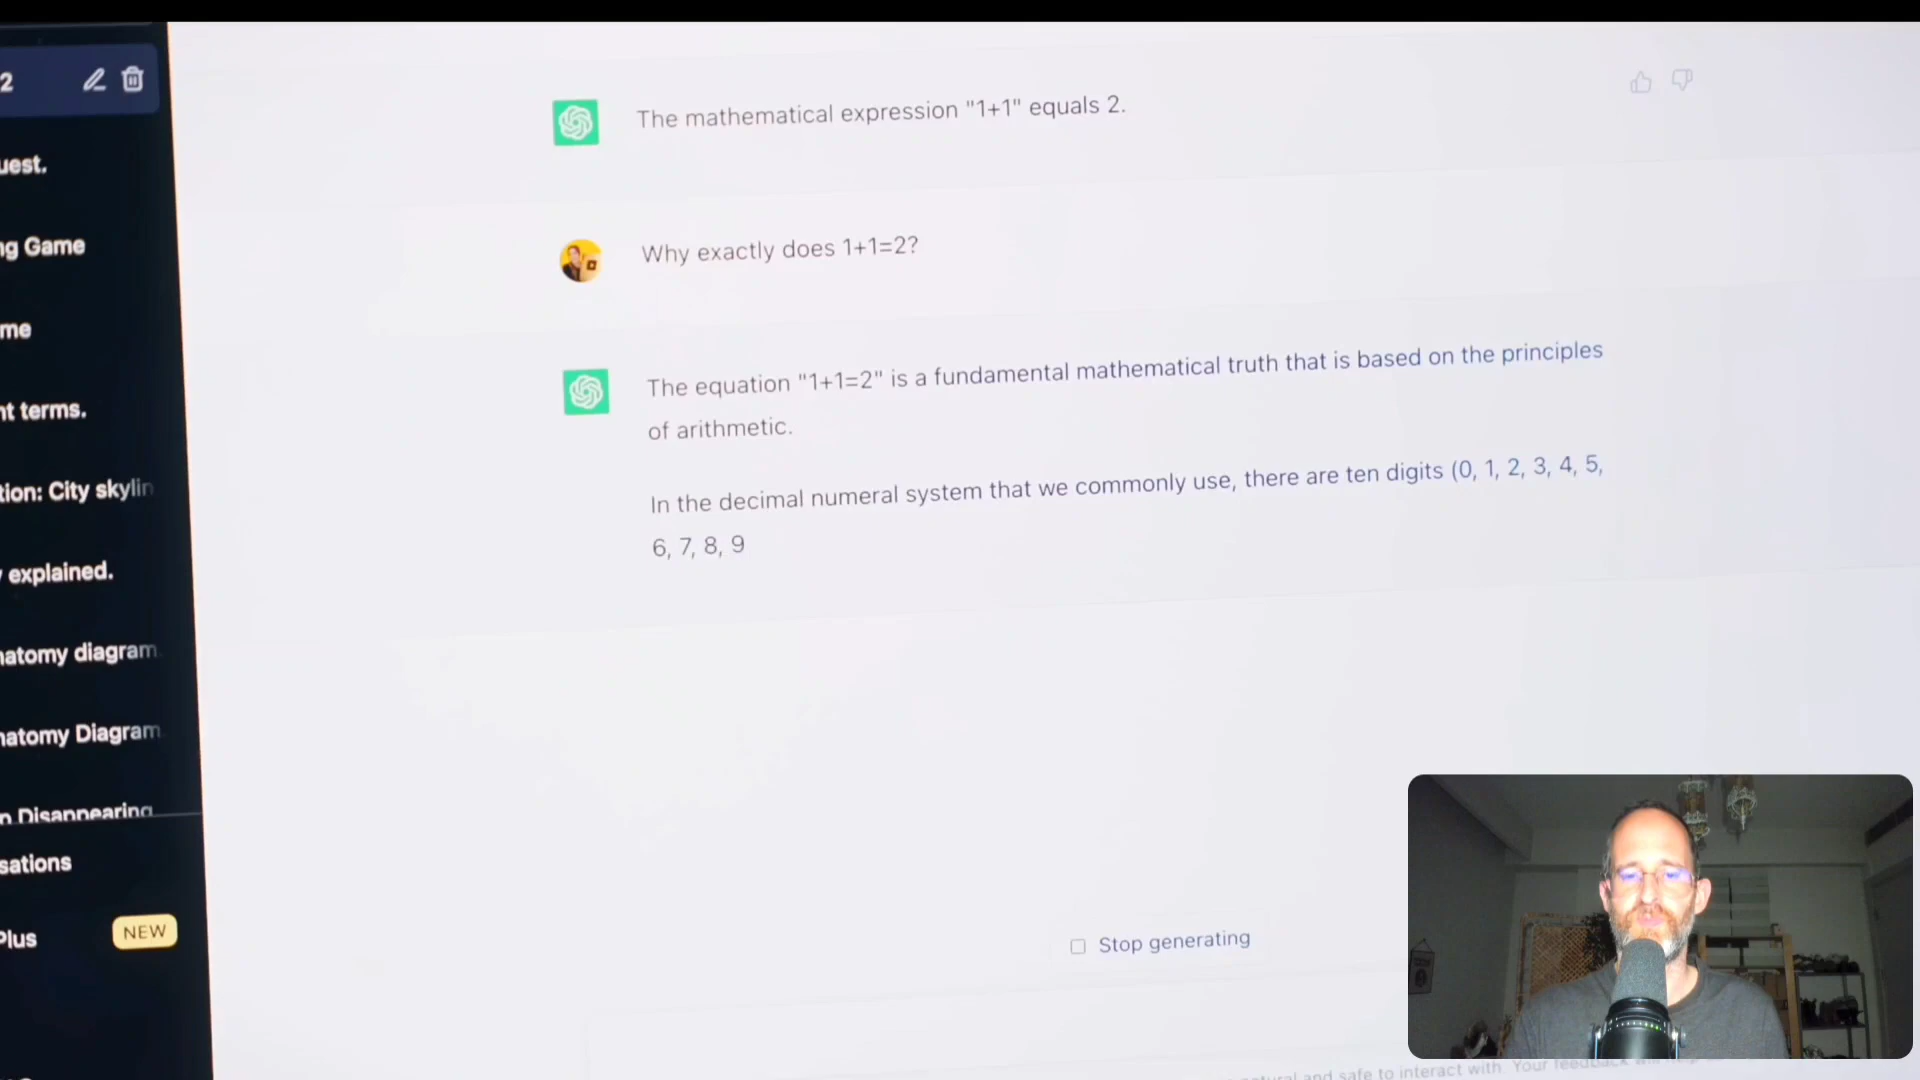 2
uest.
ng Game
me
nt terms.
tion: City skylin
y explained.
natomy diagram
natomy Diagram
n Disappearing
sations
Plus
NEW
The mathematical expression "1+1" equals 2.
Why exactly does 1+1=2?
The equation "1+1=2" is a fundamental mathematical truth that is based on the principles
of arithmetic.
In the decimal numeral system that we commonly use, there are ten digits (0, 1, 2, 3, 4, 5,
6, 7, 8, 9
Stop generating
natural and safe to interact with. Your feedback will